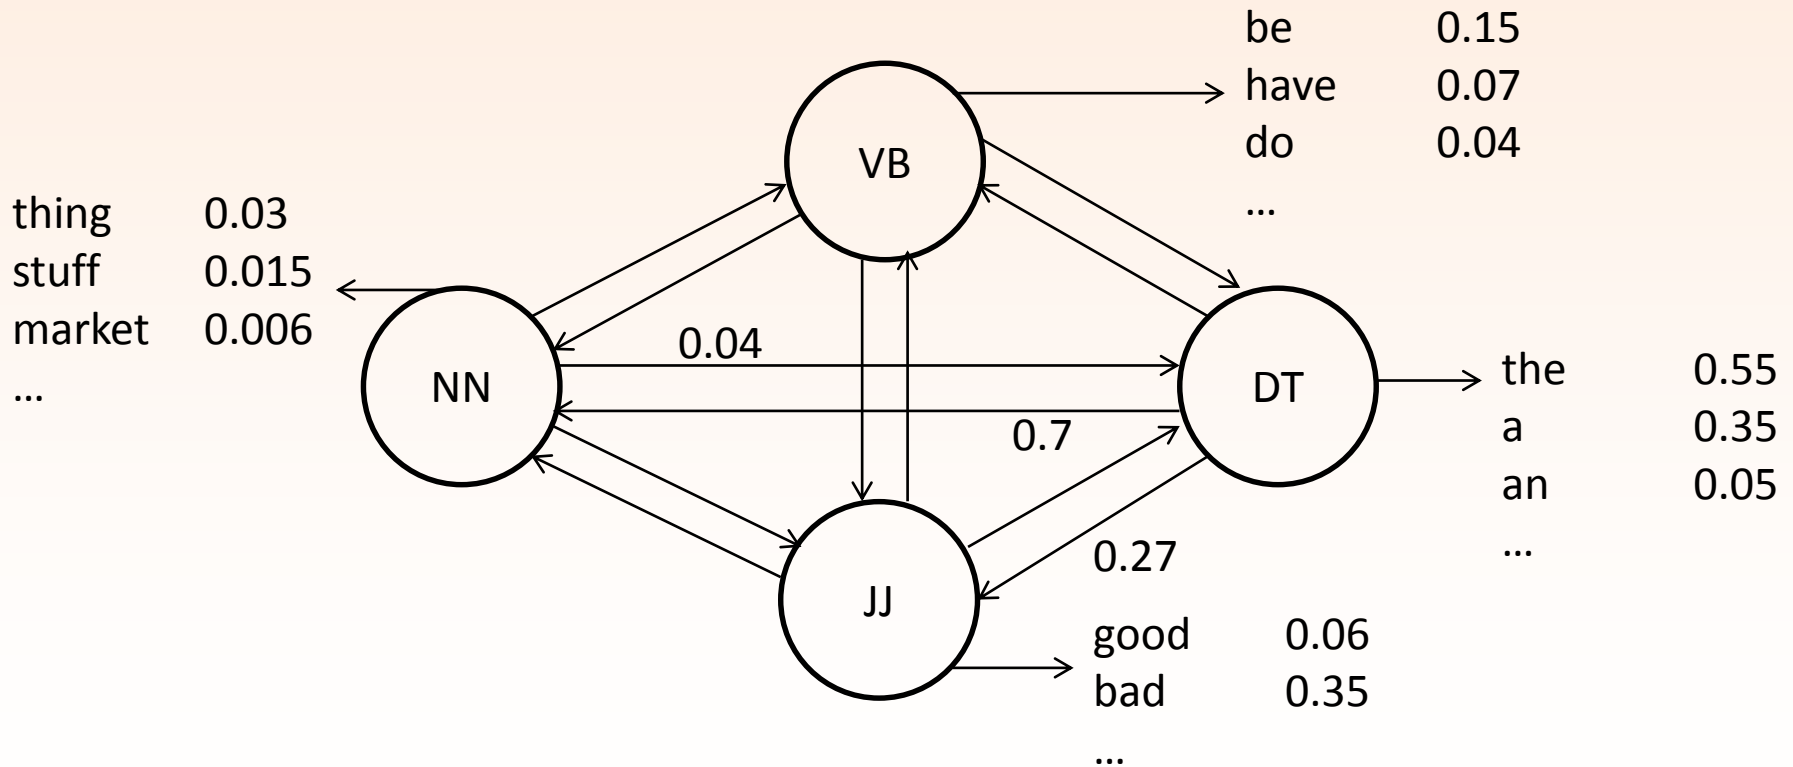 be 0.15
have 0.07
do 0.04
...
VB
thing 0.03
stuff 0.015
market 0.006
...
NN
0.04
0.7
DT
the 0.55
a 0.35
an 0.05
...
0.27
JJ
good 0.06
bad 0.35
...